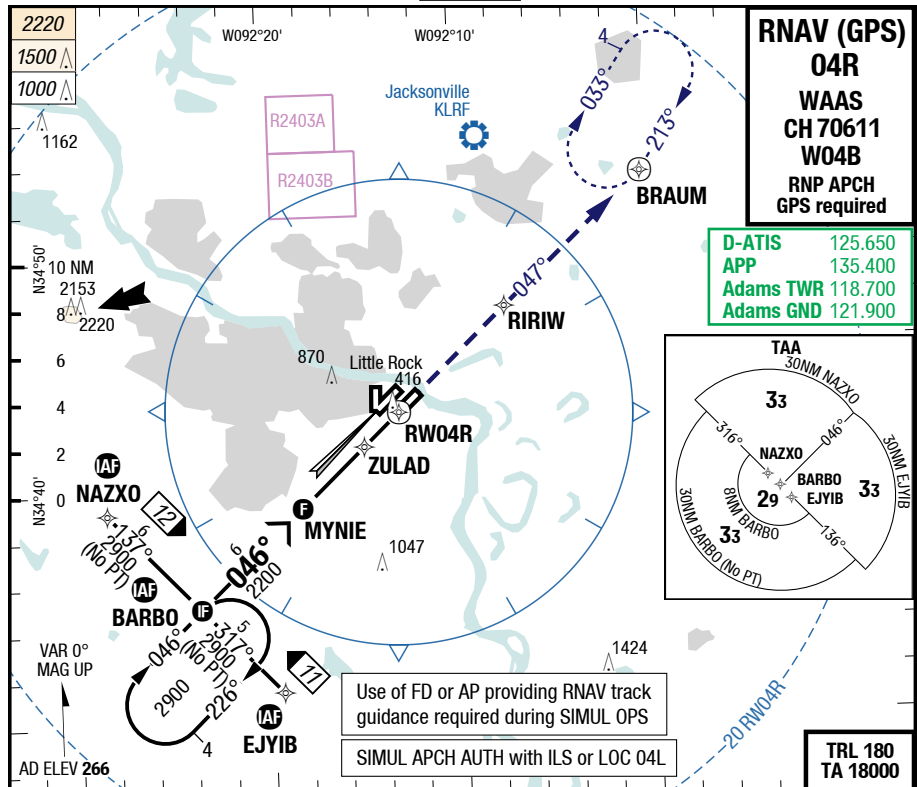 2220
1500
1000
W092°20'
W092°10'
RNAV (GPS)
04R
WAAS
CH 70611
W04B
RNP APCH
GPS required
D-ATIS 125.650
APP 135.400
Adams TWR 118.700
Adams GND 121.900
Jacksonville
KLRF
R2403A
R2403B
1162
4
033°
213°
BRAUM
047°
RIRIW
N34°50'
10 NM
2153
8
2220
6
870
Little Rock
416
4
RW04R
ZULAD
2
N34°40'
0
IAF
NAZXO
12
F
MYNIE
6
137°
2900
(No PT)
6
046°
2200
1047
IAF
BARBO
IF
046°
5
317°
2900
(No PT)
2900
226°
4
11
IAF
EJYIB
1424
VAR 0°
MAG UP
AD ELEV 266
Use of FD or AP providing RNAV track
guidance required during SIMUL OPS
SIMUL APCH AUTH with ILS or LOC 04L
20 RW04R
TAA
30NM NAZXO
33
316°
046°
NAZXO
BARBO
EJYIB
30NM EJYIB
33
29
8NM BARBO
33
136°
30NM BARBO (No PT)
TRL 180
TA 18000